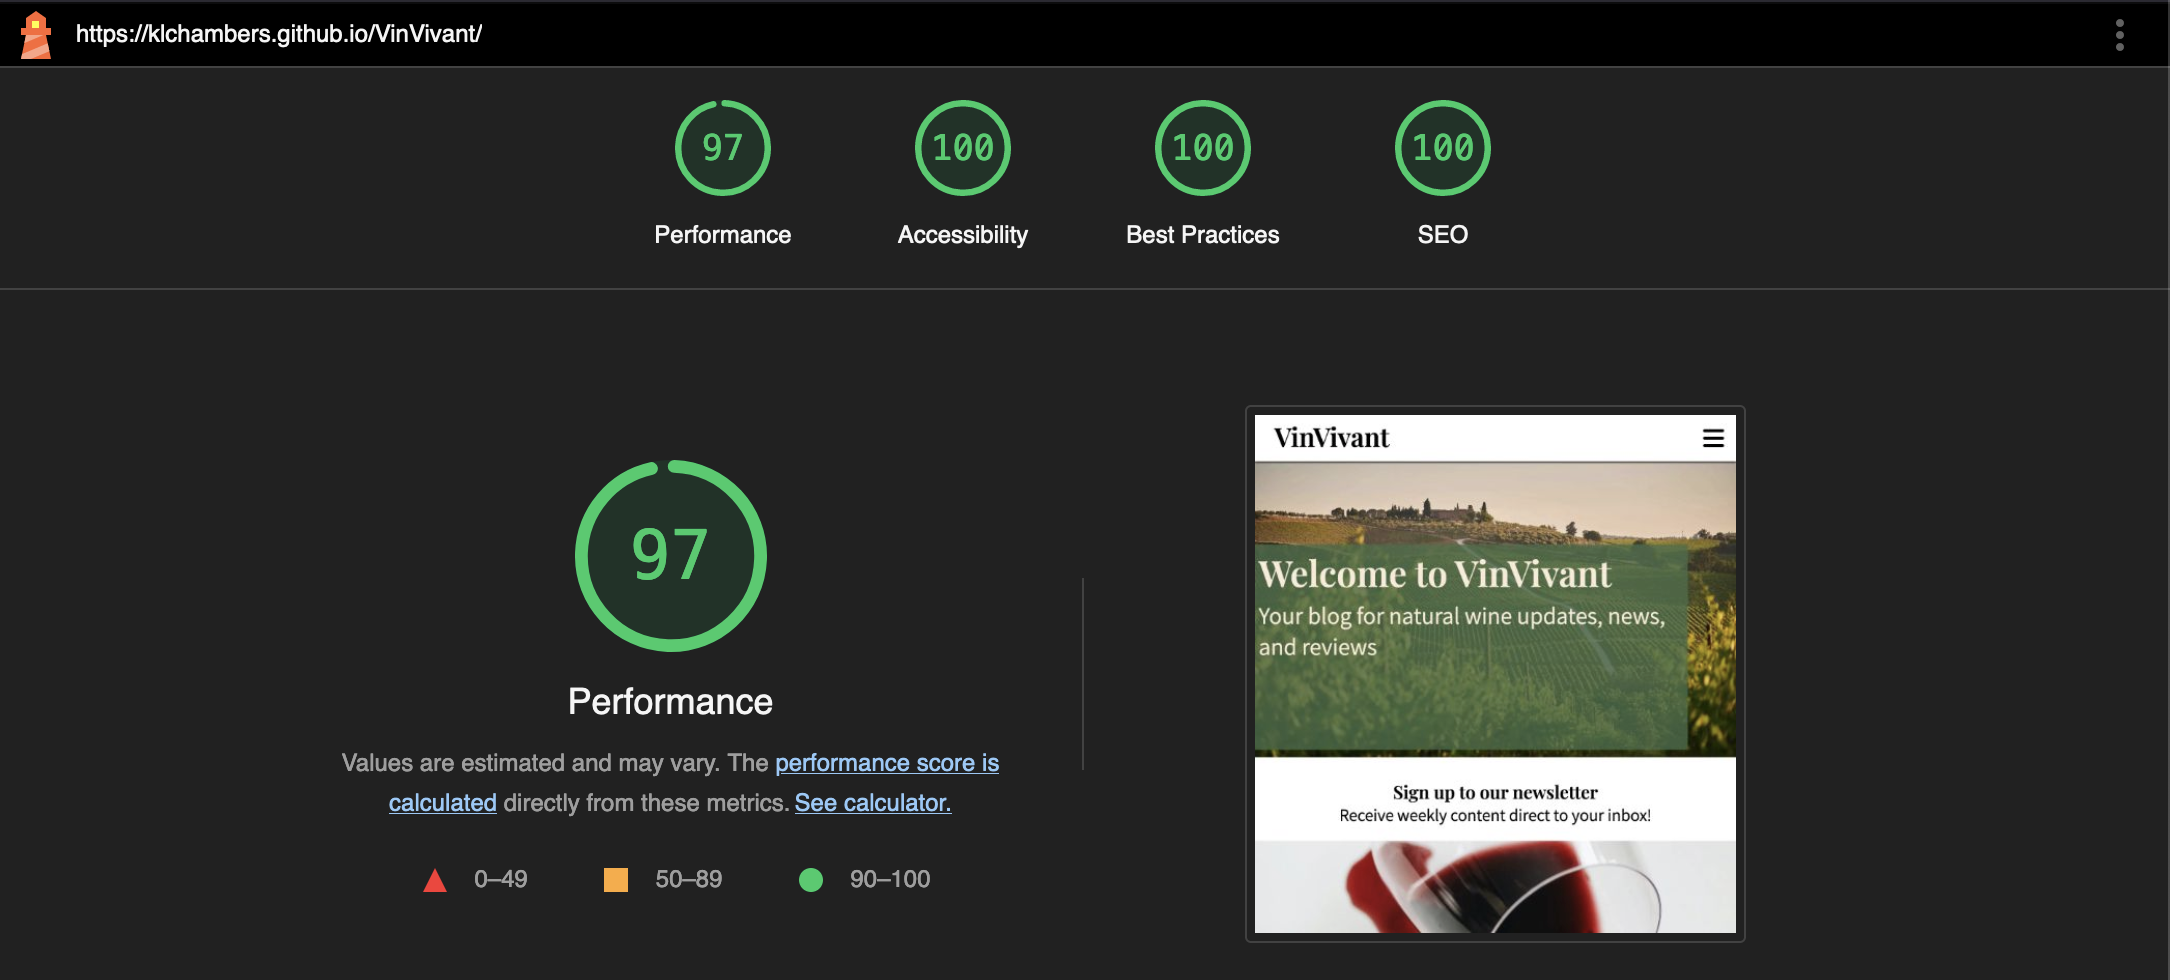 https://klchambers.github.io/VinVivant/
97
100
100
100
Performance
Accessibility
Best Practices
SEO
97
Performance
Values are estimated and may vary. The performance score is
calculated directly from these metrics. See calculator.
0–49
50–89
90–100
VinVivant
Welcome to VinVivant
Your blog for natural wine updates, news,
and reviews
Sign up to our newsletter
Receive weekly content direct to your inbox!